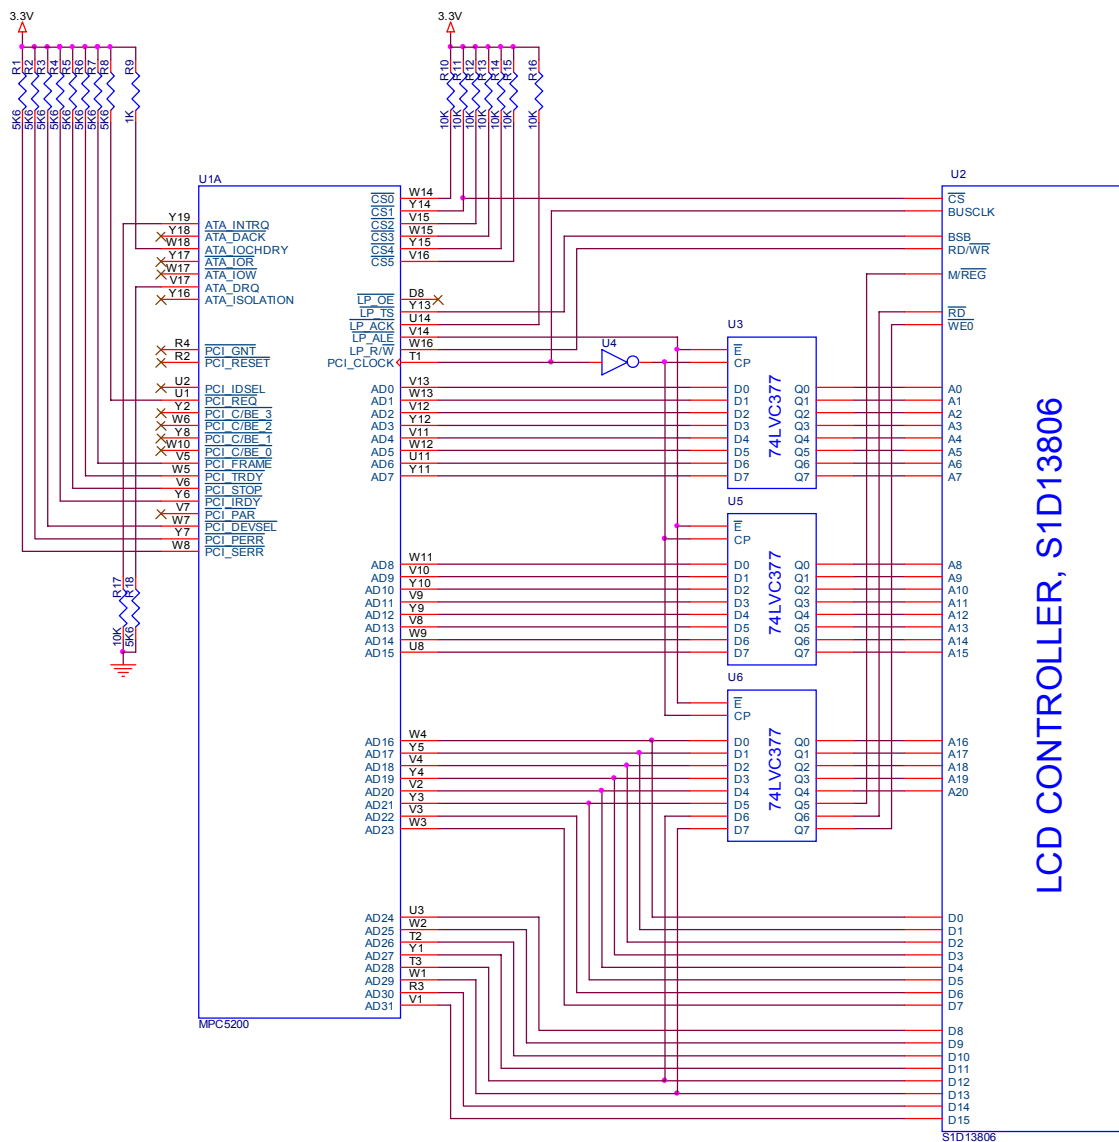 3.3V
3.3V
R1 R2 R3 R4 R5 R6 R7 R8 R9
5K6 5K6 5K6 5K6 5K6 5K6 5K6 5K6 1K
R10 R11 R12 R13 R14 R15 R16
10K 10K 10K 10K 10K 10K 10K
U1A
Y19 ATA_INTRQ
Y18 ATA_DACK
W18 ATA_IOCHDRY
Y17 ATA_IOR
W17 ATA_IOW
V17 ATA_DRQ
Y16 ATA_ISOLATION
R4 PCI_GNT
R2 PCI_RESET
U2 PCI_IDSEL
U1 PCI_REQ
Y2 PCI_C/BE_3
W6 PCI_C/BE_2
Y8 PCI_C/BE_1
W10 PCI_C/BE_0
V5 PCI_FRAME
W5 PCI_TRDY
V6 PCI_STOP
Y6 PCI_IRDY
V7 PCI_PAR
W7 PCI_DEVSEL
Y7 PCI_PERR
W8 PCI_SERR
R17 R18
10K 5K6
CS0 W14
CS1 Y14
CS2 V15
CS3 W15
CS4 Y15
CS5 V16
LP_OE D8
LP_TS Y13
LP_ACK U14
LP_ALE V14
LP_R/W W16
PCI_CLOCK T1
AD0 V13
AD1 W13
AD2 V12
AD3 Y12
AD4 V11
AD5 W12
AD6 U11
AD7 Y11
AD8 W11
AD9 V10
AD10 Y10
AD11 V9
AD12 Y9
AD13 V8
AD14 W9
AD15 U8
AD16 W4
AD17 Y5
AD18 V4
AD19 Y4
AD20 V2
AD21 Y3
AD22 V3
AD23 W3
AD24 U3
AD25 W2
AD26 T2
AD27 Y1
AD28 T3
AD29 W1
AD30 R3
AD31 V1
MPC5200
U4
U3
E
CP
D0 Q0
D1 Q1
D2 Q2
D3 Q3
D4 Q4
D5 Q5
D6 Q6
D7 Q7
74LVC377
U5
E
CP
D0 Q0
D1 Q1
D2 Q2
D3 Q3
D4 Q4
D5 Q5
D6 Q6
D7 Q7
74LVC377
U6
E
CP
D0 Q0
D1 Q1
D2 Q2
D3 Q3
D4 Q4
D5 Q5
D6 Q6
D7 Q7
74LVC377
U2
CS
BUSCLK
BSB
RD/WR
M/REG
RD
WE0
A0
A1
A2
A3
A4
A5
A6
A7
A8
A9
A10
A11
A12
A13
A14
A15
A16
A17
A18
A19
A20
D0
D1
D2
D3
D4
D5
D6
D7
D8
D9
D10
D11
D12
D13
D14
D15
LCD CONTROLLER, S1D13806
S1D13806